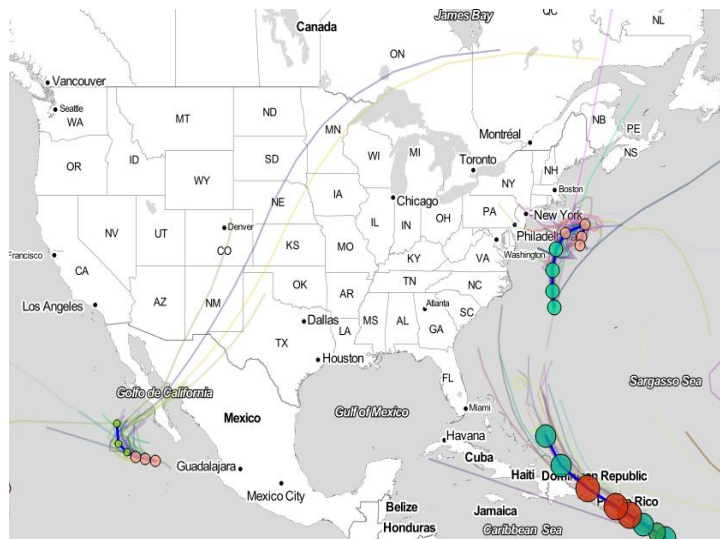 James Bay
QC
NL
Canada
ON
Vancouver
Seattle
WA
MT
ND
MN
NB
PE
Montréal
NS
OR
ID
SD
WI
MI
Toronto
NH
WY
NY
Boston
IA
Chicago
NE
PA
New York
NV
UT
Denver
IL
IN
OH
Philadel
CO
Francisco
KS
MO
Washington
CA
KY
VA
TN
NC
OK
AZ
NM
AR
Los Angeles
Atlanta
SC
Dallas
MS
AL
GA
TX
LA
Houston
FL
Sargasso Sea
Golfo de California
Miami
Mexico
Gulf of Mexico
Havana
Guadalajara
Cuba
Haiti
Dominican Republic
Mexico City
Rico
Belize
Jamaica
Honduras
Caribbean Sea